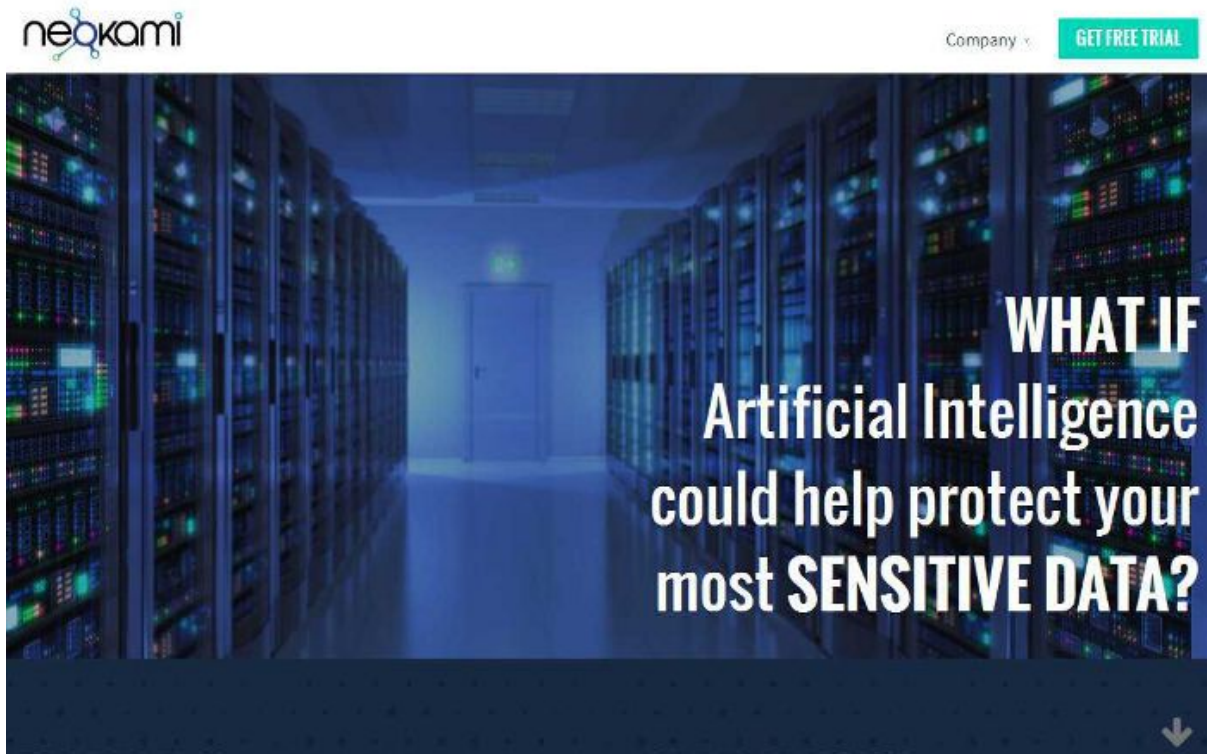 neokami
Company
GET FREE TRIAL
WHAT IF
Artificial Intelligence
could help protect your
most SENSITIVE DATA?